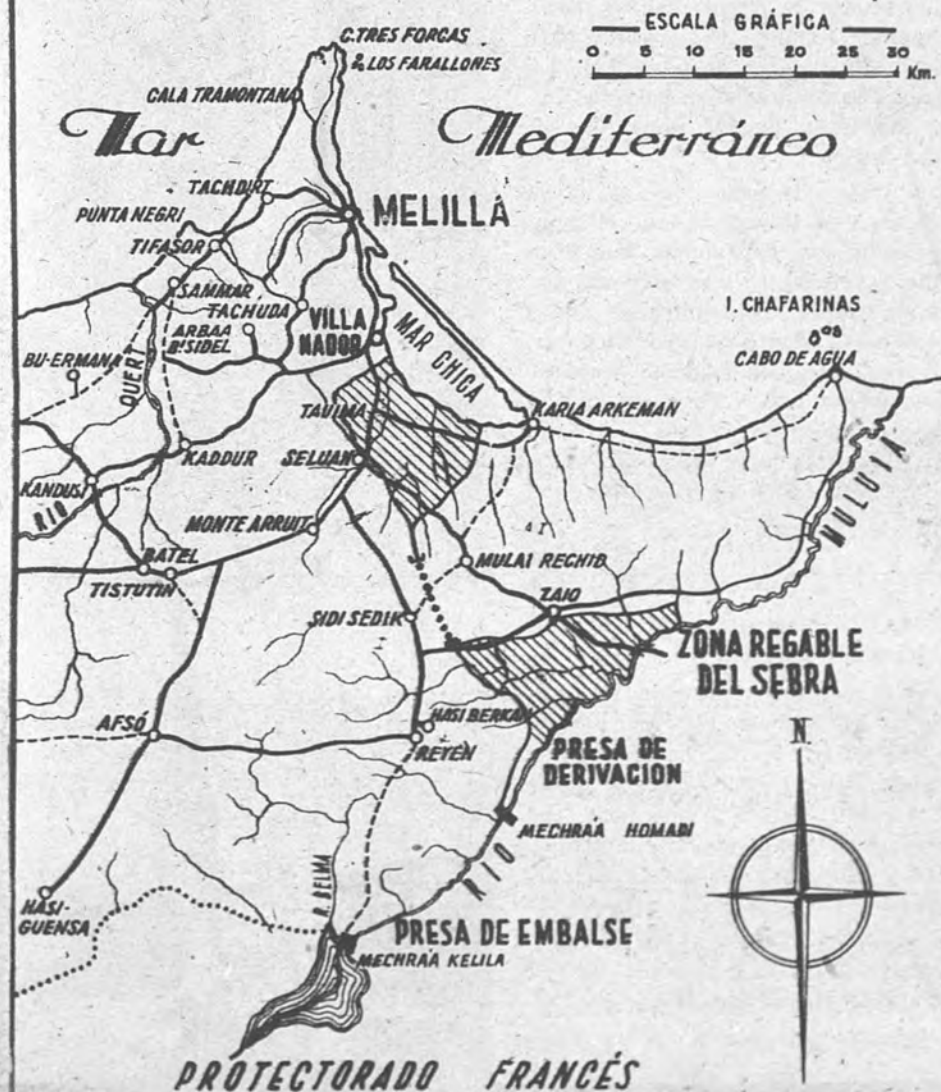 ESCALA GRÁFICA
0 5 10 15 20 25 30
Km.
C. TRES FORCAS
LOS FARALLONES
CALA TRAMONTANA
Mar Mediterráneo
TACHDIRT
PUNTA NEGRI
MELILLA
TIFASOR
SAMMAR
TACHUDA
ARBAA
B. SIDEL
VILLA
NADOR
MAR CHICA
I. CHAFARINAS
CABO DE AGUA
BU-ERMANA
QUERT
TAUIMA
KARIA ARKEMAN
KADDUR
SELUAN
MULUIA
KANDUSI
RIO
MONTE ARRUIT
BATEL
TISTUTIN
MULAI RECHID
ZAIO
SIDI SEDIK
ZONA REGABLE
DEL SEBRA
AFSÓ
HASI BERKAN
REYEN
N
PRESA DE
DERIVACION
MECHRÁA HOMADI
RIO
HASI-
GUENSA
R. BELMA
PRESA DE EMBALSE
MECHRÁA KELILA
PROTECTORADO FRANCÉS